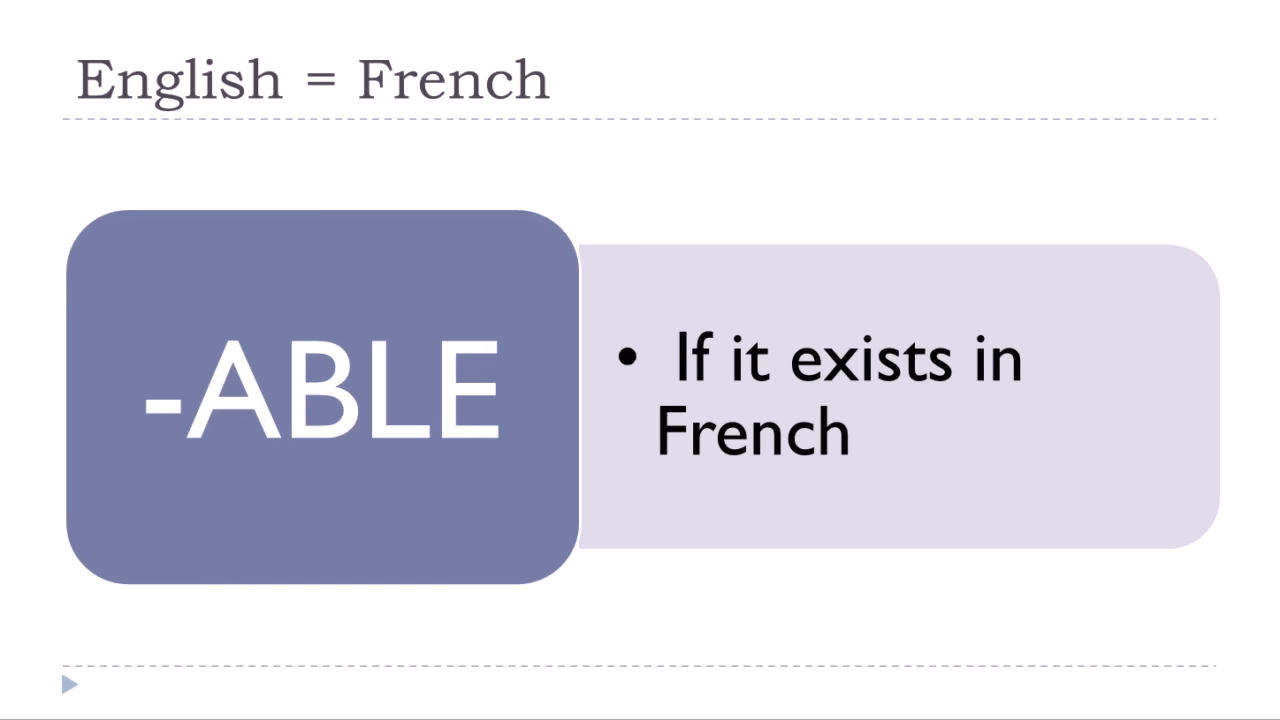 English = French
-ABLE
• If it exists in
French